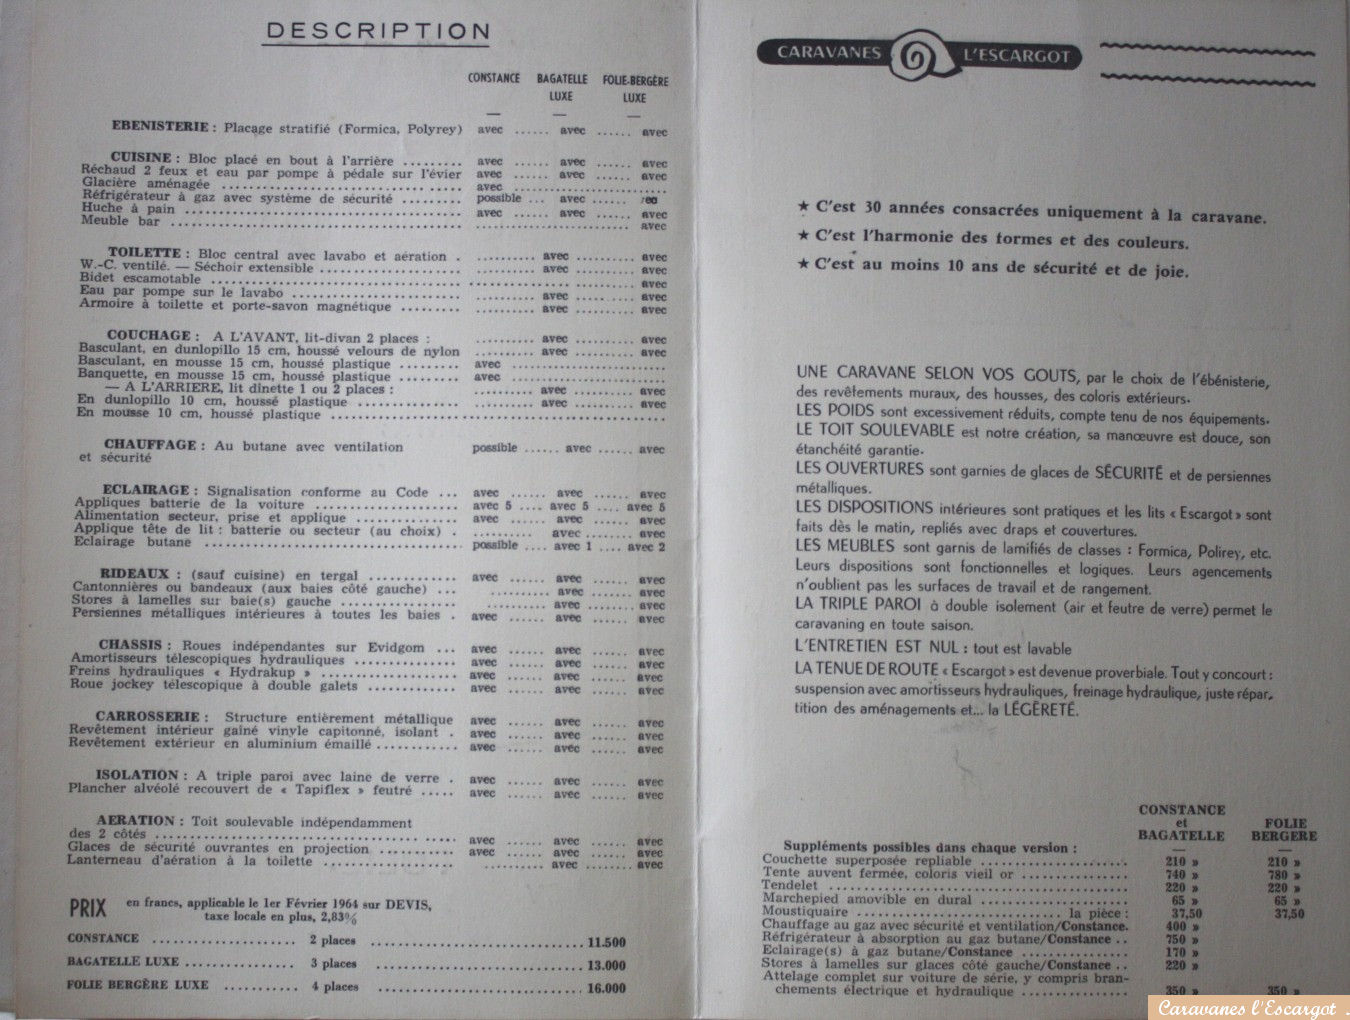 DESCRIPTION
CONSTANCE BAGATELLE FOLIE-BERGÈRE
LUXE LUXE
EBENISTERIE : Placage stratifié (Formica, Polyrey) avec ...... avec ...... avec
CUISINE : Bloc placé en bout à l'arrière ......... avec ...... avec ...... avec
Réchaud 2 feux et eau par pompe à pédale sur l'évier avec ...... avec ...... avec
Glacière aménagée ................................ avec ......................
Réfrigérateur à gaz avec système de sécurité ......... possible ... avec ......
Huche à pain ..................................... avec ...... avec ...... avec
Meuble bar ....................................... avec
TOILETTE : Bloc central avec lavabo et aération . .......... avec .......... avec
W.-C. ventilé. — Séchoir extensible .................... .......... avec .......... avec
Bidet escamotable .................................... avec
Eau par pompe sur le lavabo ......................... .......... avec .......... avec
Armoire à toilette et porte-savon magnétique ......... .......... avec .......... avec
COUCHAGE : A L'AVANT, lit-divan 2 places : .......... avec .......... avec
Basculant, en dunlopillo 15 cm, houssé velours de nylon .......... avec .......... avec
Basculant, en mousse 15 cm, houssé plastique ......... avec ......................
Banquette, en mousse 15 cm, houssé plastique ......... avec ......................
— A L'ARRIERE, lit dînette 1 ou 2 places : .......... avec .......... avec
En dunlopillo 10 cm, houssé plastique ................ .......... avec .......... avec
En mousse 10 cm, houssé plastique ......................................
CHAUFFAGE : Au butane avec ventilation possible ...... avec ...... avec
et sécurité
ECLAIRAGE : Signalisation conforme au Code ... avec ...... avec ...... avec
Appliques batterie de la voiture .................... avec 5 .... avec 5 .... avec 5
Alimentation secteur, prise et applique .............. avec ...... avec ...... avec
Applique tête de lit : batterie ou secteur (au choix) . .......... avec ...... avec
Eclairage butane .................................. possible .... avec 1 .... avec 2
RIDEAUX : (sauf cuisine) en tergal ............ avec ...... avec ...... avec
Cantonnières ou bandeaux (aux baies côté gauche) ... .......... avec ...... avec
Stores à lamelles sur baie(s) gauche ................ .......... avec ...... avec
Persiennes métalliques intérieures à toutes les baies . avec ...... avec ...... avec
CHASSIS : Roues indépendantes sur Evidgom ... avec ...... avec ...... avec
Amortisseurs télescopiques hydrauliques .............. avec ...... avec ...... avec
Freins hydrauliques « Hydrakup » ................... avec ...... avec ...... avec
Roue jockey télescopique à double galets ............ avec ...... avec ...... avec
CARROSSERIE : Structure entièrement métallique avec ...... avec ...... avec
Revêtement intérieur gainé vinyle capitonné, isolant . avec ...... avec ...... avec
Revêtement extérieur en aluminium émaillé ............ avec ...... avec ...... avec
ISOLATION : A triple paroi avec laine de verre . avec ...... avec ...... avec
Plancher alvéolé recouvert de « Tapiflex » feutré ..... avec ...... avec ...... avec
AERATION : Toit soulevable indépendamment
des 2 côtés ...................................... avec ...... avec ...... avec
Glaces de sécurité ouvrantes en projection ........... avec ...... avec ...... avec
Lanterneau d'aération à la toilette .................. .......... avec ...... avec
PRIX en francs, applicable le 1er Février 1964 sur DEVIS,
taxe locale en plus, 2,83%
CONSTANCE ..................... 2 places ............................... 11.500
BAGATELLE LUXE ................ 3 places ............................... 13.000
FOLIE BERGÈRE LUXE ........... 4 places ............................... 16.000
CARAVANES L'ESCARGOT
★ C'est 30 années consacrées uniquement à la caravane.
★ C'est l'harmonie des formes et des couleurs.
★ C'est au moins 10 ans de sécurité et de joie.
UNE CARAVANE SELON VOS GOUTS, par le choix de l'ébénisterie,
des revêtements muraux, des housses, des coloris extérieurs.
LES POIDS sont excessivement réduits, compte tenu de nos équipements.
LE TOIT SOULEVABLE est notre création, sa manœuvre est douce, son
étanchéité garantie.
LES OUVERTURES sont garnies de glaces de SÉCURITÉ et de persiennes
métalliques.
LES DISPOSITIONS intérieures sont pratiques et les lits « Escargot » sont
faits dès le matin, repliés avec draps et couvertures.
LES MEUBLES sont garnis de lamifiés de classes : Formica, Polirey, etc.
Leurs dispositions sont fonctionnelles et logiques. Leurs agencements
n'oublient pas les surfaces de travail et de rangement.
LA TRIPLE PAROI à double isolement (air et feutre de verre) permet le
caravaning en toute saison.
L'ENTRETIEN EST NUL : tout est lavable
LA TENUE DE ROUTE « Escargot » est devenue proverbiale. Tout y concourt :
suspension avec amortisseurs hydrauliques, freinage hydraulique, juste répar-
tition des aménagements et... la LÉGÈRETÉ.
CONSTANCE
et FOLIE
BAGATELLE BERGERE
Suppléments possibles dans chaque version :
Couchette superposée repliable ...................... 210 » 210 »
Tente auvent fermée, coloris vieil or ................ 740 » 780 »
Tendelet ........................................... 220 » 220 »
Marchepied amovible en dural ...................... 65 » 65 »
Moustiquaire ............................. la pièce : 37,50 37,50
Chauffage au gaz avec sécurité et ventilation/Constance. 400 »
Réfrigérateur à absorption au gaz butane/Constance .. 750 »
Eclairage(s) à gaz butane/Constance ............... 170 »
Stores à lamelles sur glaces côté gauche/Constance .. 220 »
Attelage complet sur voiture de série, y compris bran-
chements électrique et hydraulique ................ 350 » 350 »
Caravanes l'Escargot .